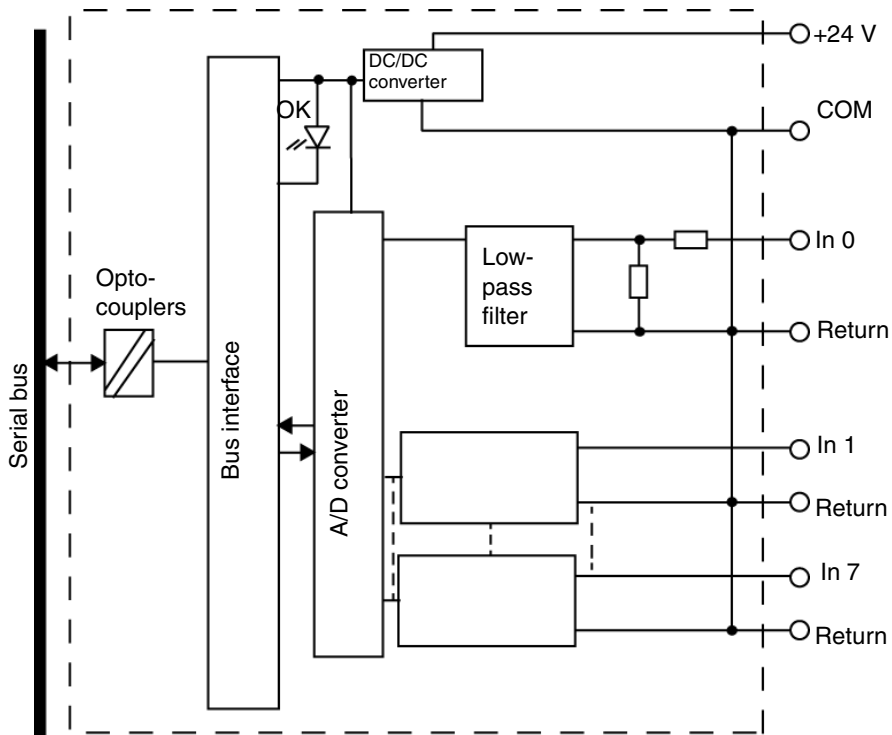 +24 V
DC/DC
converter
COM
OK
In 0
Low-
pass
filter
Opto-
couplers
Return
Serial bus
Bus interface
A/D converter
In 1
Return
In 7
Return